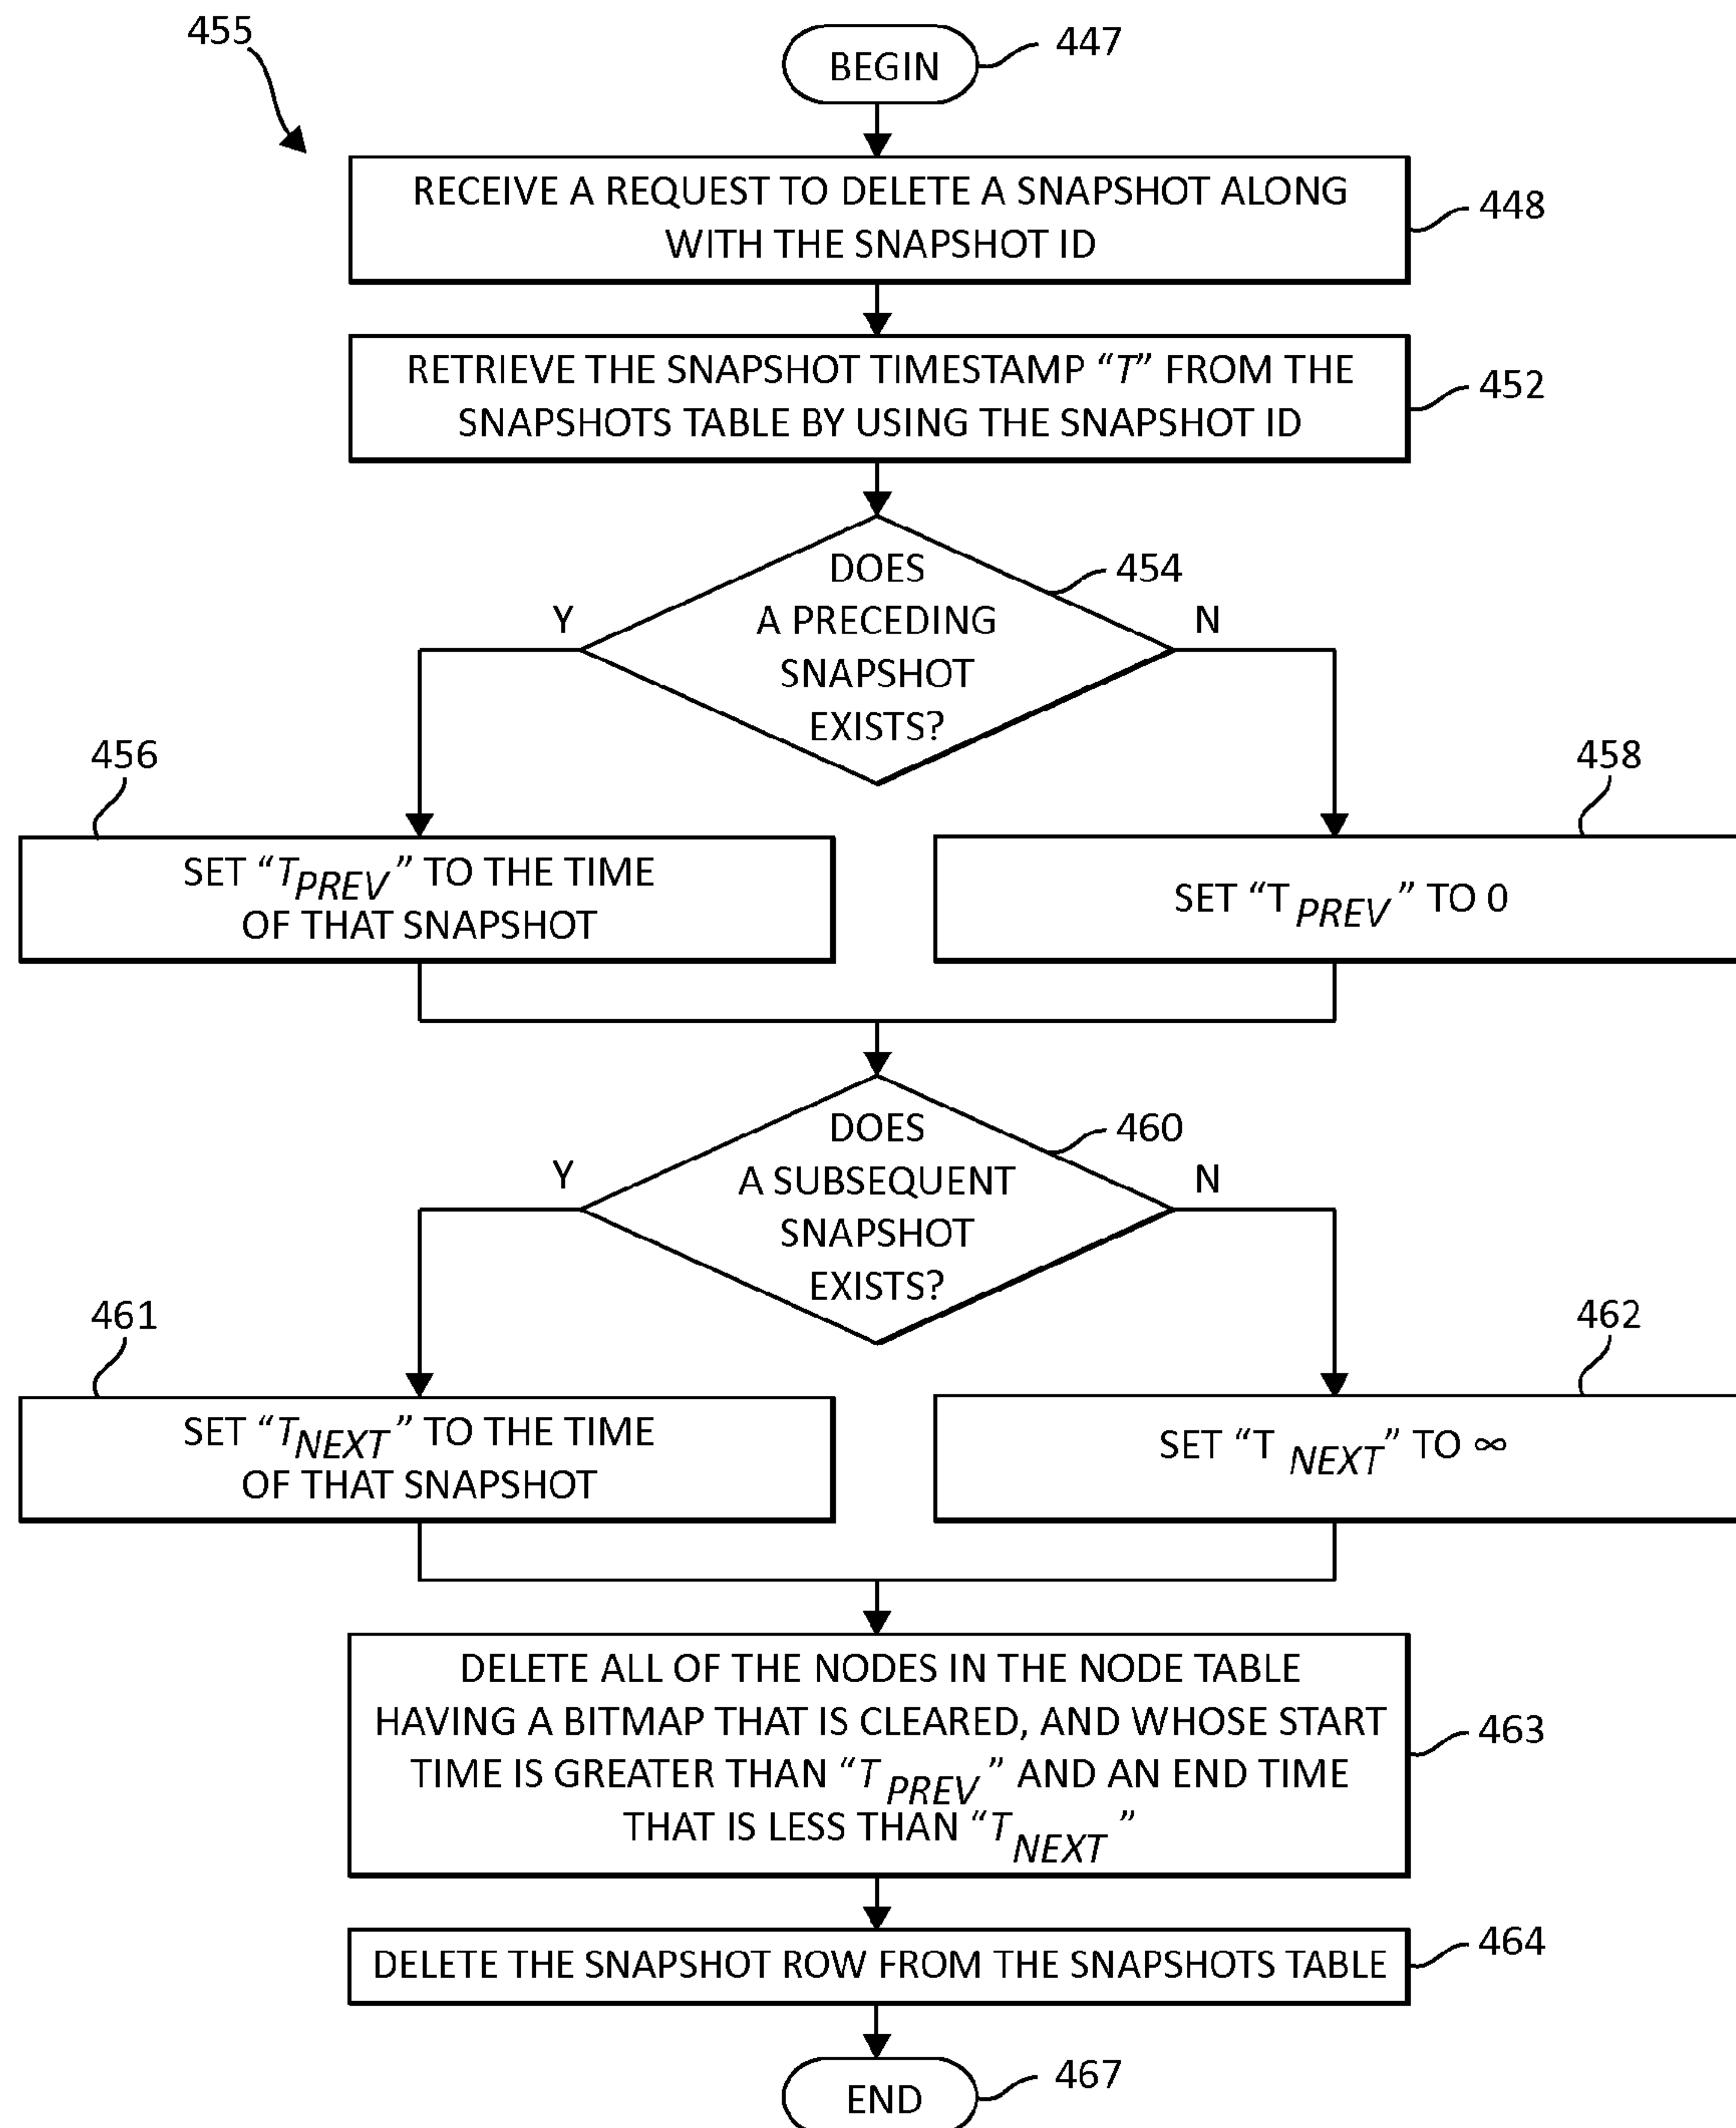 455
BEGIN
447
RECEIVE A REQUEST TO DELETE A SNAPSHOT ALONG
WITH THE SNAPSHOT ID
448
RETRIEVE THE SNAPSHOT TIMESTAMP “T” FROM THE
SNAPSHOTS TABLE BY USING THE SNAPSHOT ID
452
DOES
A PRECEDING
SNAPSHOT
EXISTS?
454
Y
N
456
SET “TPREV” TO THE TIME
OF THAT SNAPSHOT
458
SET “T PREV” TO 0
DOES
A SUBSEQUENT
SNAPSHOT
EXISTS?
460
Y
N
461
SET “TNEXT” TO THE TIME
OF THAT SNAPSHOT
462
SET “T NEXT” TO ∞
DELETE ALL OF THE NODES IN THE NODE TABLE
HAVING A BITMAP THAT IS CLEARED, AND WHOSE START
TIME IS GREATER THAN “T PREV” AND AN END TIME
THAT IS LESS THAN “TNEXT”
463
DELETE THE SNAPSHOT ROW FROM THE SNAPSHOTS TABLE
464
END
467